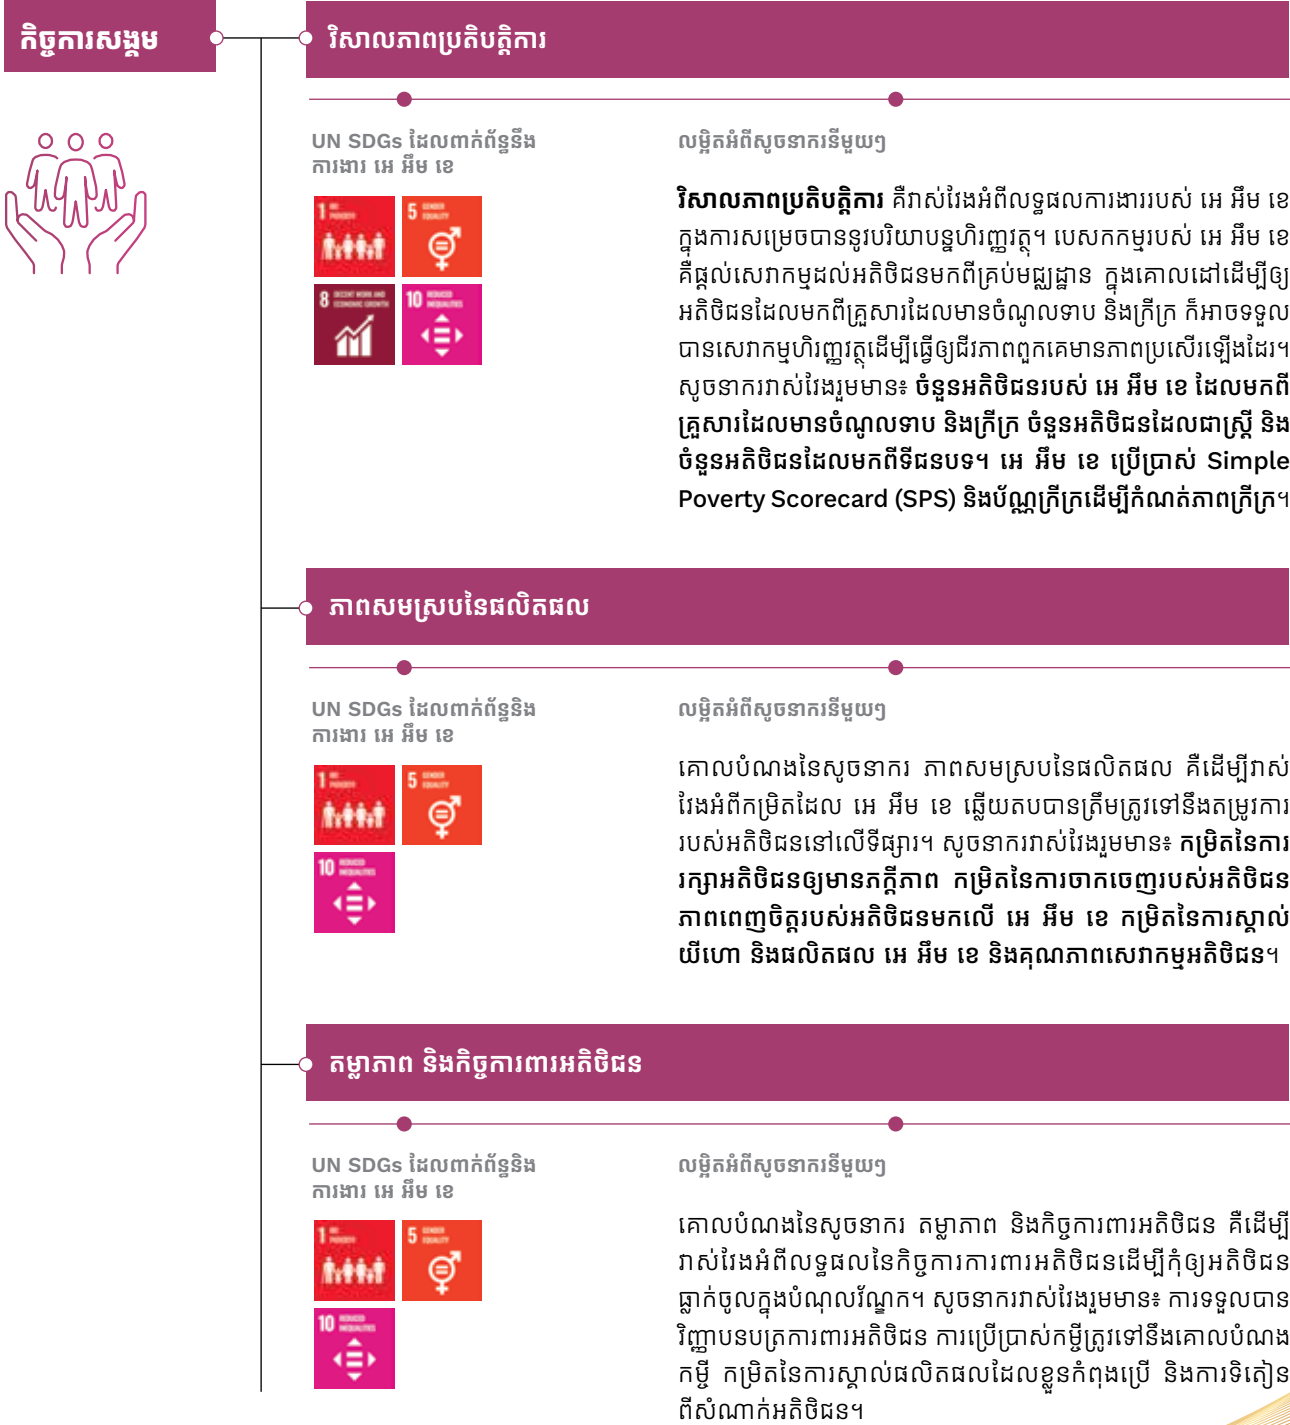 កិច្ចការសង្គម
វិសាលភាពប្រតិបត្តិការ
UN SDGs ដែលពាក់ព័ន្ធនឹង
ការងារ អេ អឹម ខេ
1 NO
POVERTY
5 GENDER
EQUALITY
8 DECENT WORK AND
ECONOMIC GROWTH
10 REDUCED
INEQUALITIES
លម្អិតអំពីសូចនាករនីមួយៗ
វិសាលភាពប្រតិបត្តិការ គឺវាស់វែងអំពីលទ្ធផលការងាររបស់ អេ អឹម ខេ
ក្នុងការសម្រេចបាននូវបរិយាបន្នហិរញ្ញវត្ថុ។ បេសកកម្មរបស់ អេ អឹម ខេ
គឺផ្តល់សេវាកម្មដល់អតិថិជនមកពីគ្រប់មជ្ឈដ្ឋាន ក្នុងគោលដៅដើម្បីឲ្យ
អតិថិជនដែលមកពីគ្រួសារដែលមានចំណូលទាប និងក្រីក្រ ក៏អាចទទួល
បានសេវាកម្មហិរញ្ញវត្ថុដើម្បីធ្វើឲ្យជីវភាពពួកគេមានភាពប្រសើរឡើងដែរ។
សូចនាករវាស់វែងរួមមាន៖ ចំនួនអតិថិជនរបស់ អេ អឹម ខេ ដែលមកពី
គ្រួសារដែលមានចំណូលទាប និងក្រីក្រ ចំនួនអតិថិជនដែលជាស្ត្រី និង
ចំនួនអតិថិជនដែលមកពីទីជនបទ។ អេ អឹម ខេ ប្រើប្រាស់ Simple
Poverty Scorecard (SPS) និងប័ណ្ណក្រីក្រដើម្បីកំណត់ភាពក្រីក្រ។
ភាពសមស្របនៃផលិតផល
UN SDGs ដែលពាក់ព័ន្ធនិង
ការងារ អេ អឹម ខេ
1 NO
POVERTY
5 GENDER
EQUALITY
10 REDUCED
INEQUALITIES
លម្អិតអំពីសូចនាករនីមួយៗ
គោលបំណងនៃសូចនាករ ភាពសមស្របនៃផលិតផល គឺដើម្បីវាស់
វែងអំពីកម្រិតដែល អេ អឹម ខេ ឆ្លើយតបបានត្រឹមត្រូវទៅនឹងតម្រូវការ
របស់អតិថិជននៅលើទីផ្សារ។ សូចនាករវាស់វែងរួមមាន៖ កម្រិតនៃការ
រក្សាអតិថិជនឲ្យមានភក្តីភាព កម្រិតនៃការចាកចេញរបស់អតិថិជន
ភាពពេញចិត្តរបស់អតិថិជនមកលើ អេ អឹម ខេ កម្រិតនៃការស្គាល់
យីហោ និងផលិតផល អេ អឹម ខេ និងគុណភាពសេវាកម្មអតិថិជន។
តម្លាភាព និងកិច្ចការពារអតិថិជន
UN SDGs ដែលពាក់ព័ន្ធនិង
ការងារ អេ អឹម ខេ
1 NO
POVERTY
5 GENDER
EQUALITY
10 REDUCED
INEQUALITIES
លម្អិតអំពីសូចនាករនីមួយៗ
គោលបំណងនៃសូចនាករ តម្លាភាព និងកិច្ចការពារអតិថិជន គឺដើម្បី
វាស់វែងអំពីលទ្ធផលនៃកិច្ចការការពារអតិថិជនដើម្បីកុំឲ្យអតិថិជន
ធ្លាក់ចូលក្នុងបំណុលវ័ណ្ឌក។ សូចនាករវាស់វែងរួមមាន៖ ការទទួលបាន
វិញ្ញាបនបត្រការពារអតិថិជន ការប្រើប្រាស់កម្ចីត្រូវទៅនឹងគោលបំណង
កម្ចី កម្រិតនៃការស្គាល់ផលិតផលដែលខ្លួនកំពុងប្រើ និងការទិតៀន
ពីសំណាក់អតិថិជន។